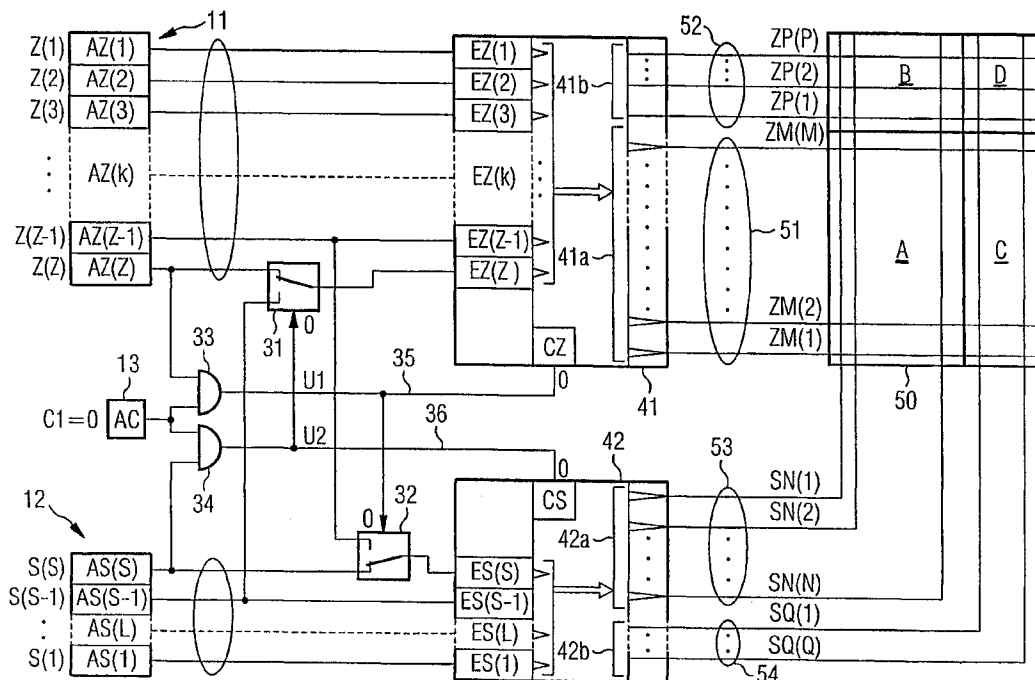 11
Z(1) AZ(1) EZ(1)
Z(2) AZ(2) EZ(2)
Z(3) AZ(3) EZ(3)
AZ(k) EZ(k)
Z(Z-1) AZ(Z-1) EZ(Z-1)
Z(Z) AZ(Z) EZ(Z)
41b
41a
52
ZP(P)
ZP(2)
ZP(1)
ZM(M)
51
ZM(2)
ZM(1)
B D
A C
50
31 0
CZ
0
41
33
13
C1=0 AC
U1
35
U2
36
34
42
0
CS
53
SN(1)
SN(2)
SN(N)
SQ(1)
SQ(Q)
54
42a
42b
0 32
12
S(S) AS(S) ES(S)
S(S-1) AS(S-1) ES(S-1)
AS(L) ES(L)
S(1) AS(1) ES(1)